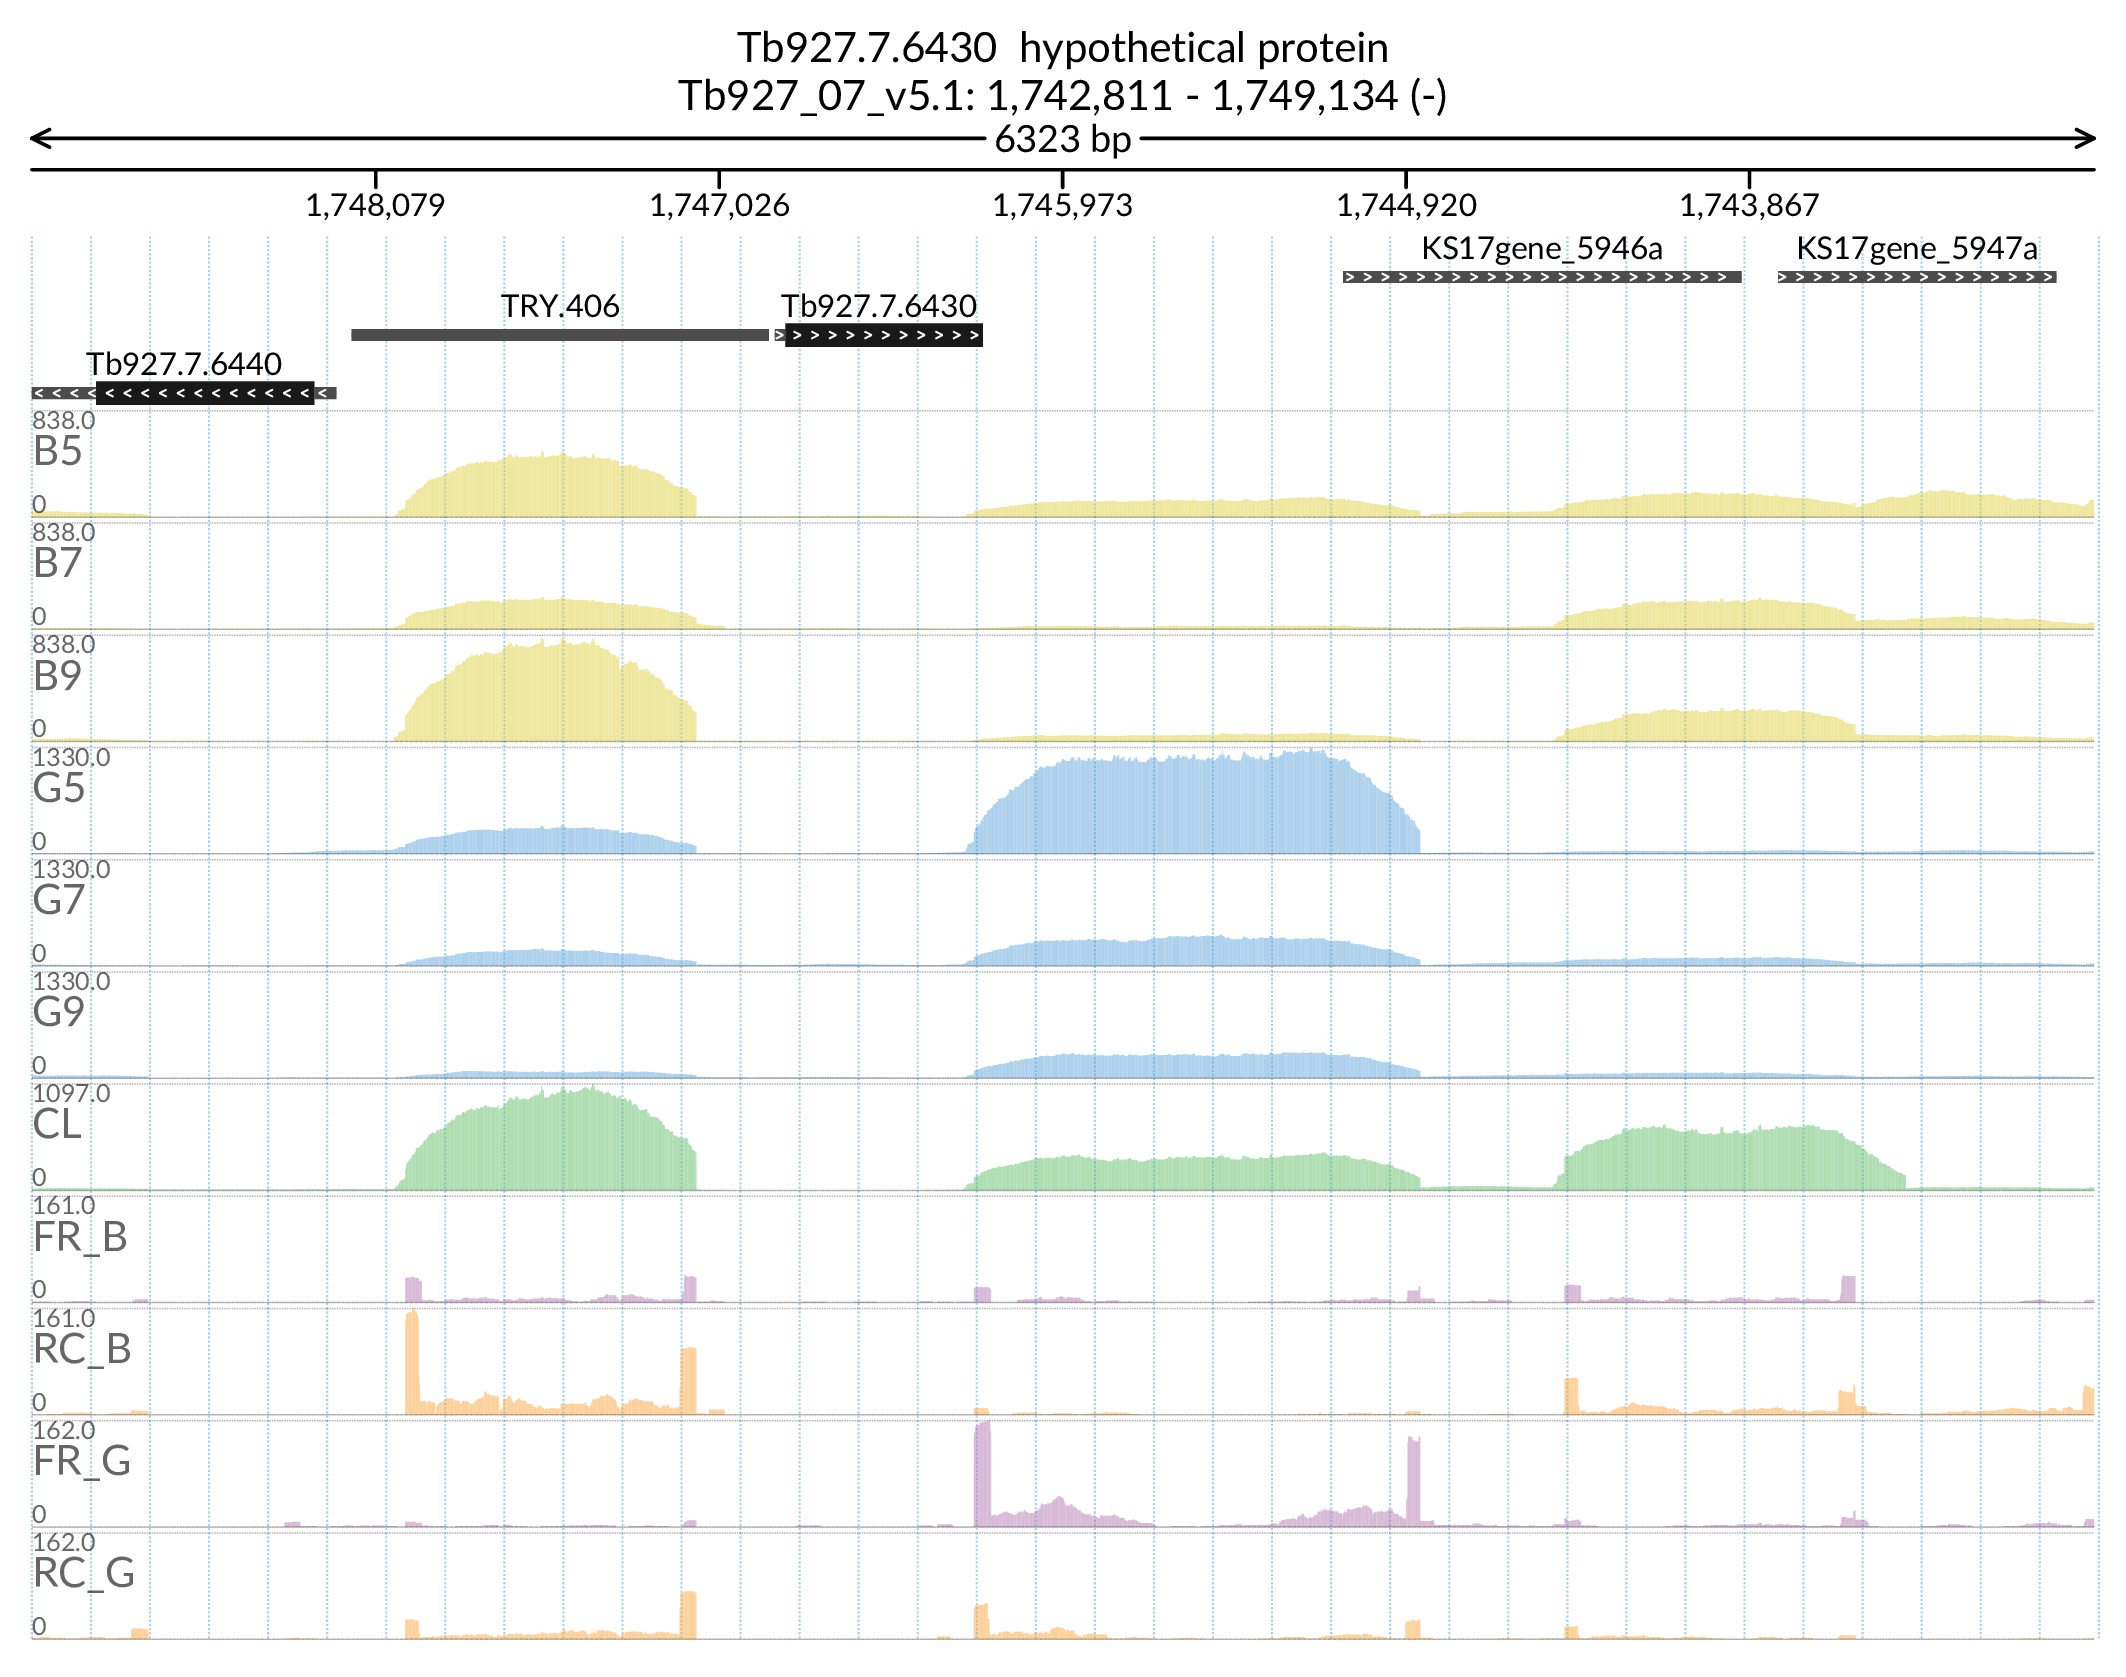 Tb927.7.6430  hypothetical protein
Tb927_07_v5.1: 1,742,811 - 1,749,134 (-)
6323 bp
1,748,079 1,747,026 1,745,973 1,744,920 1,743,867
KS17gene_5946a KS17gene_5947a
TRY.406 Tb927.7.6430
Tb927.7.6440
838.0
B5
0
838.0
B7
0
838.0
B9
0
1330.0
G5
0
1330.0
G7
0
1330.0
G9
0
1097.0
CL
0
161.0
FR_B
0
161.0
RC_B
0
162.0
FR_G
0
162.0
RC_G
0